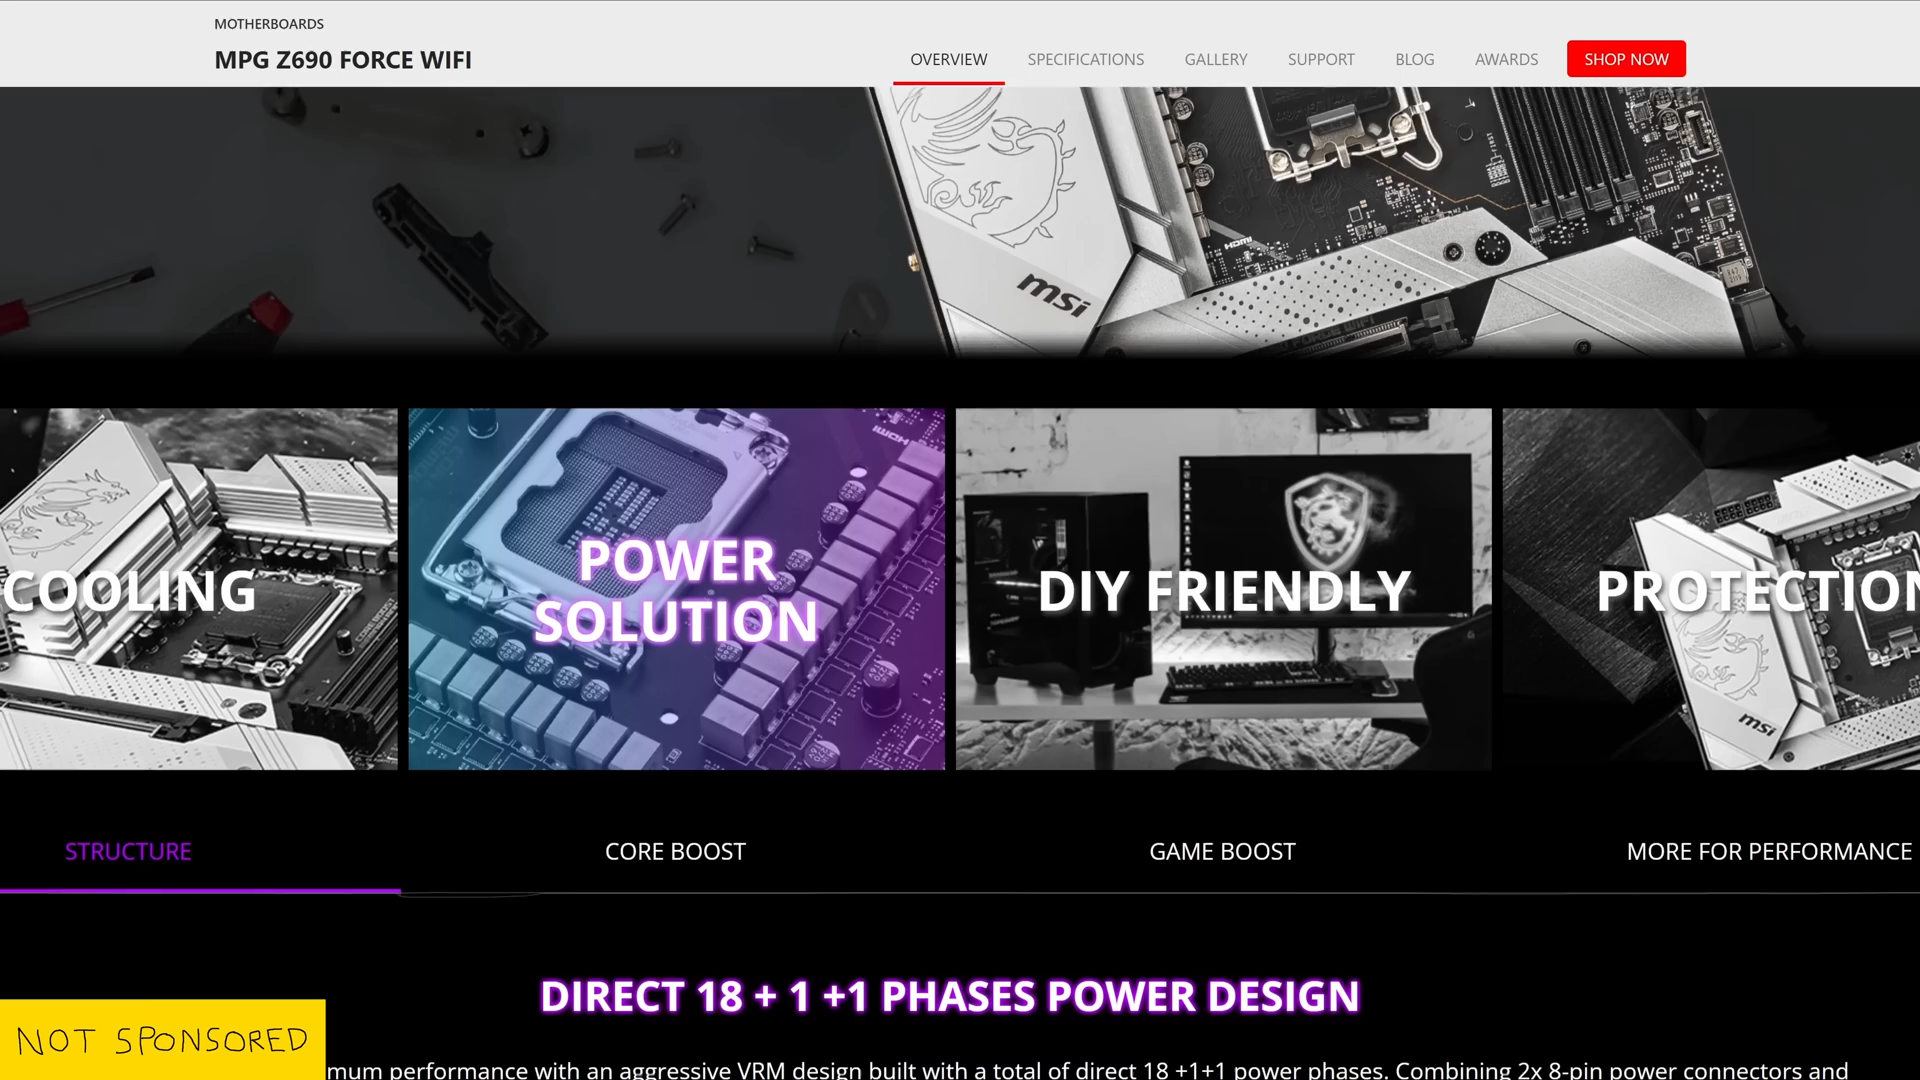 MOTHERBOARDS
MPG Z690 FORCE WIFI
OVERVIEW SPECIFICATIONS GALLERY SUPPORT BLOG AWARDS SHOP NOW
HDMI
msi
COOLING
POWER
SOLUTION
DIY FRIENDLY
PROTECTION
msi
STRUCTURE CORE BOOST GAME BOOST MORE FOR PERFORMANCE
DIRECT 18 + 1 +1 PHASES POWER DESIGN
NOT SPONSORED
mum performance with an aggressive VRM design built with a total of direct 18 +1+1 power phases. Combining 2x 8-pin power connectors and